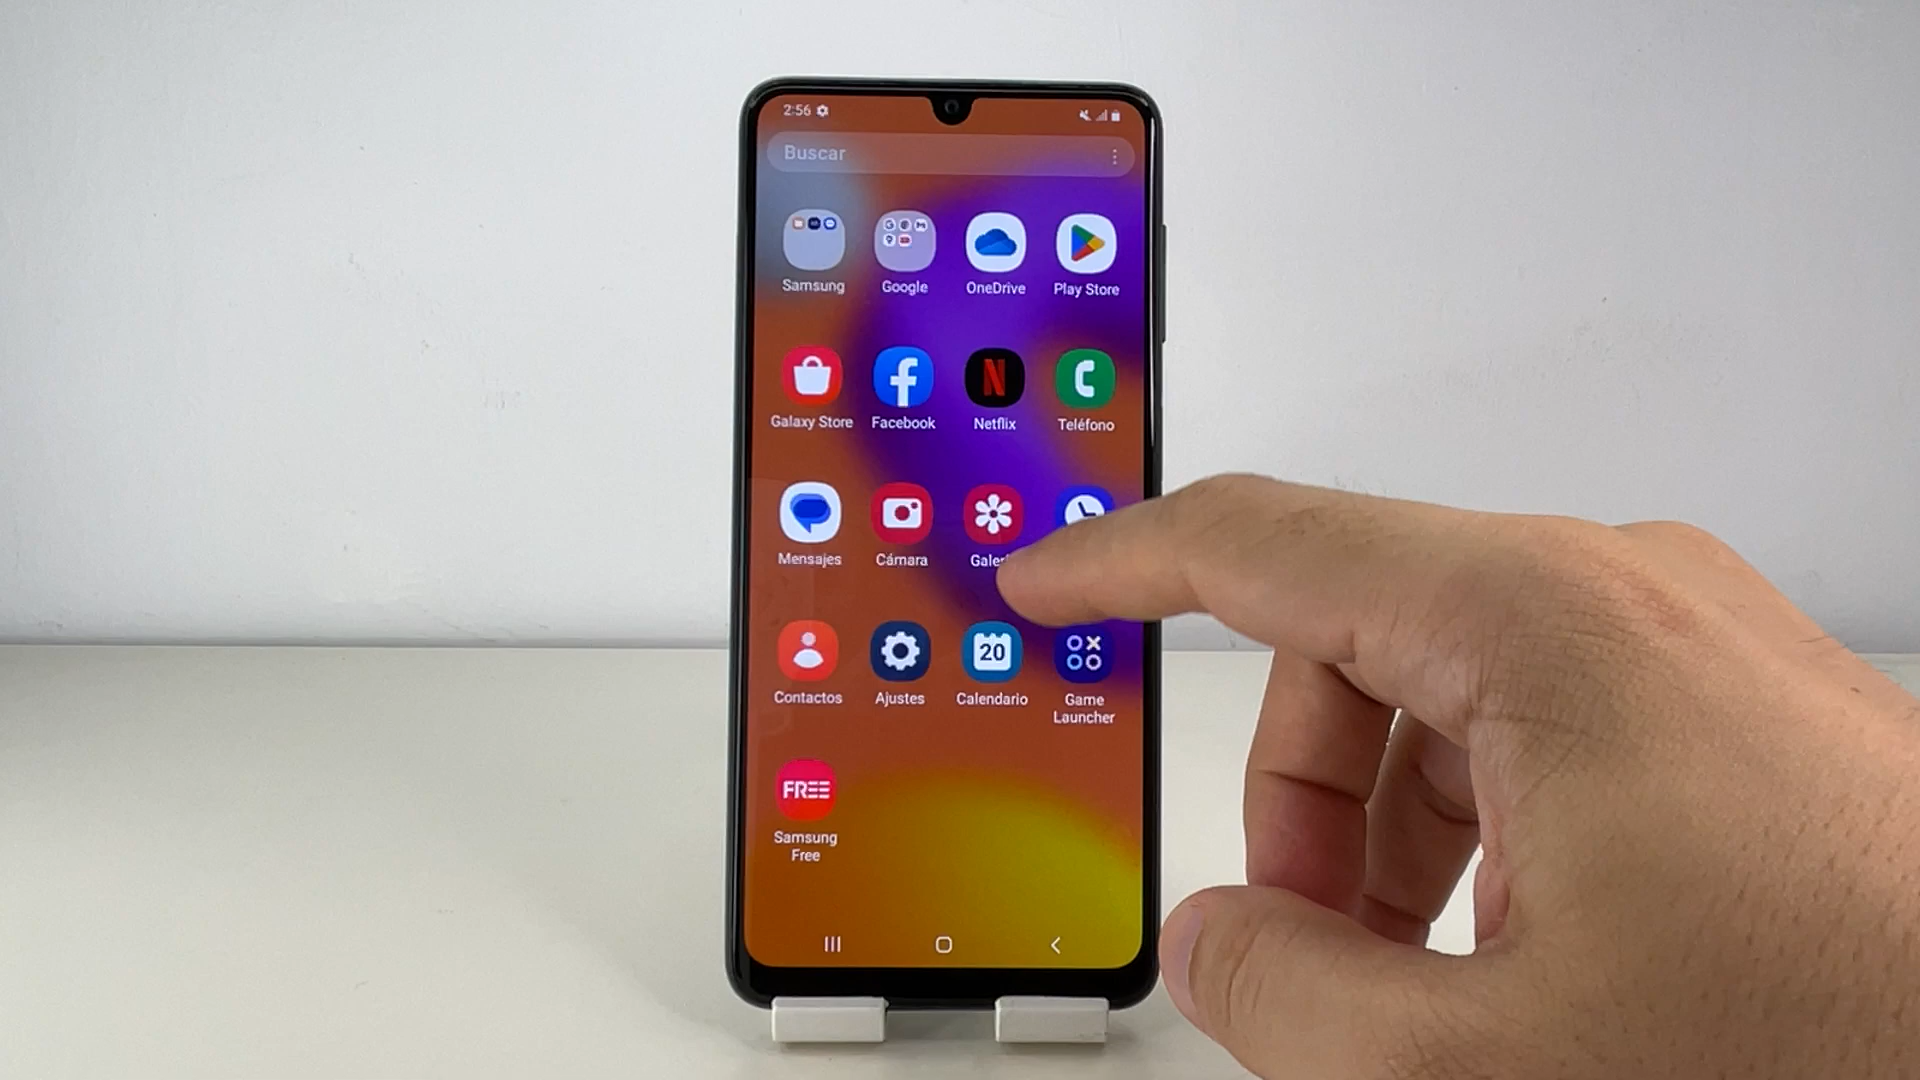 2:56
Buscar
Samsung Google OneDrive Play Store
Galaxy Store Facebook Netflix Teléfono
Mensajes Cámara Galer
Contactos Ajustes 20 Calendario Game
Launcher
FREE
Samsung
Free